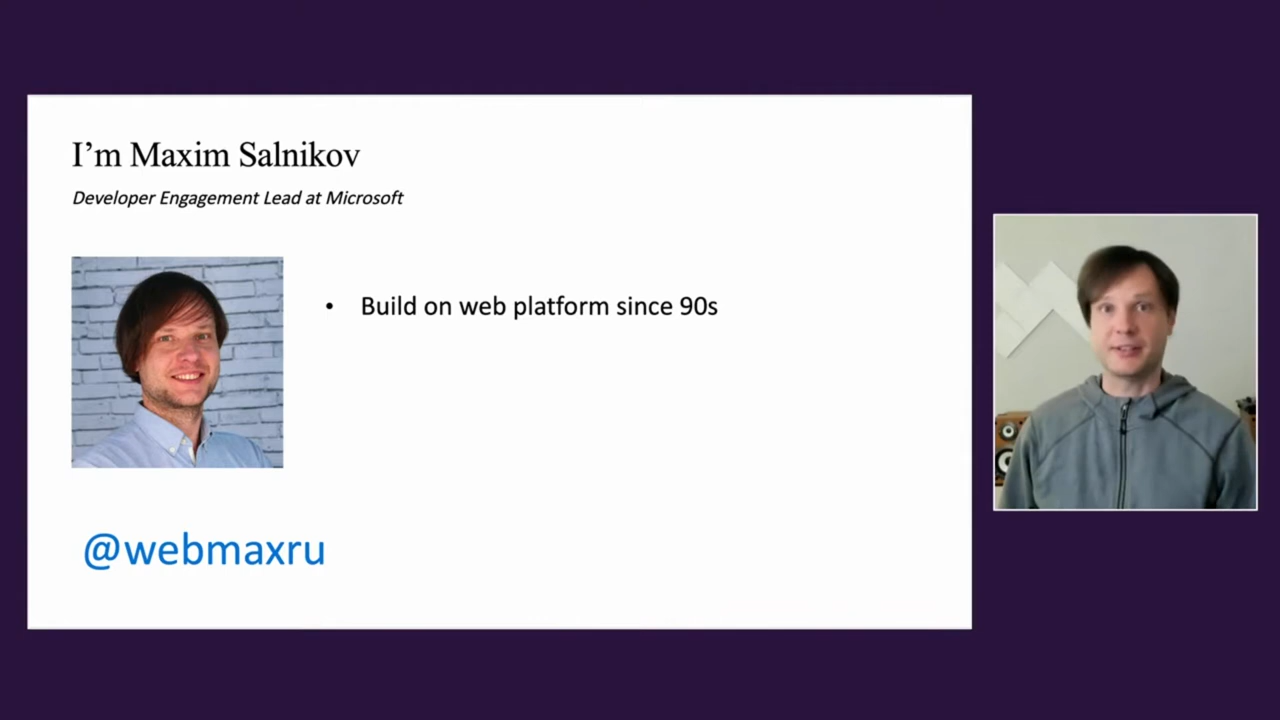 I’m Maxim Salnikov
Developer Engagement Lead at Microsoft
• Build on web platform since 90s
@webmaxru